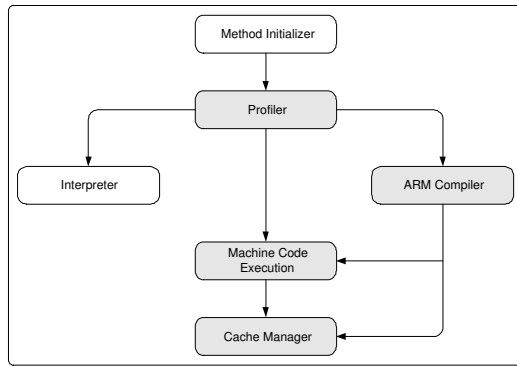 Method Initializer
Profiler
Interpreter
ARM Compiler
Machine Code
Execution
Cache Manager